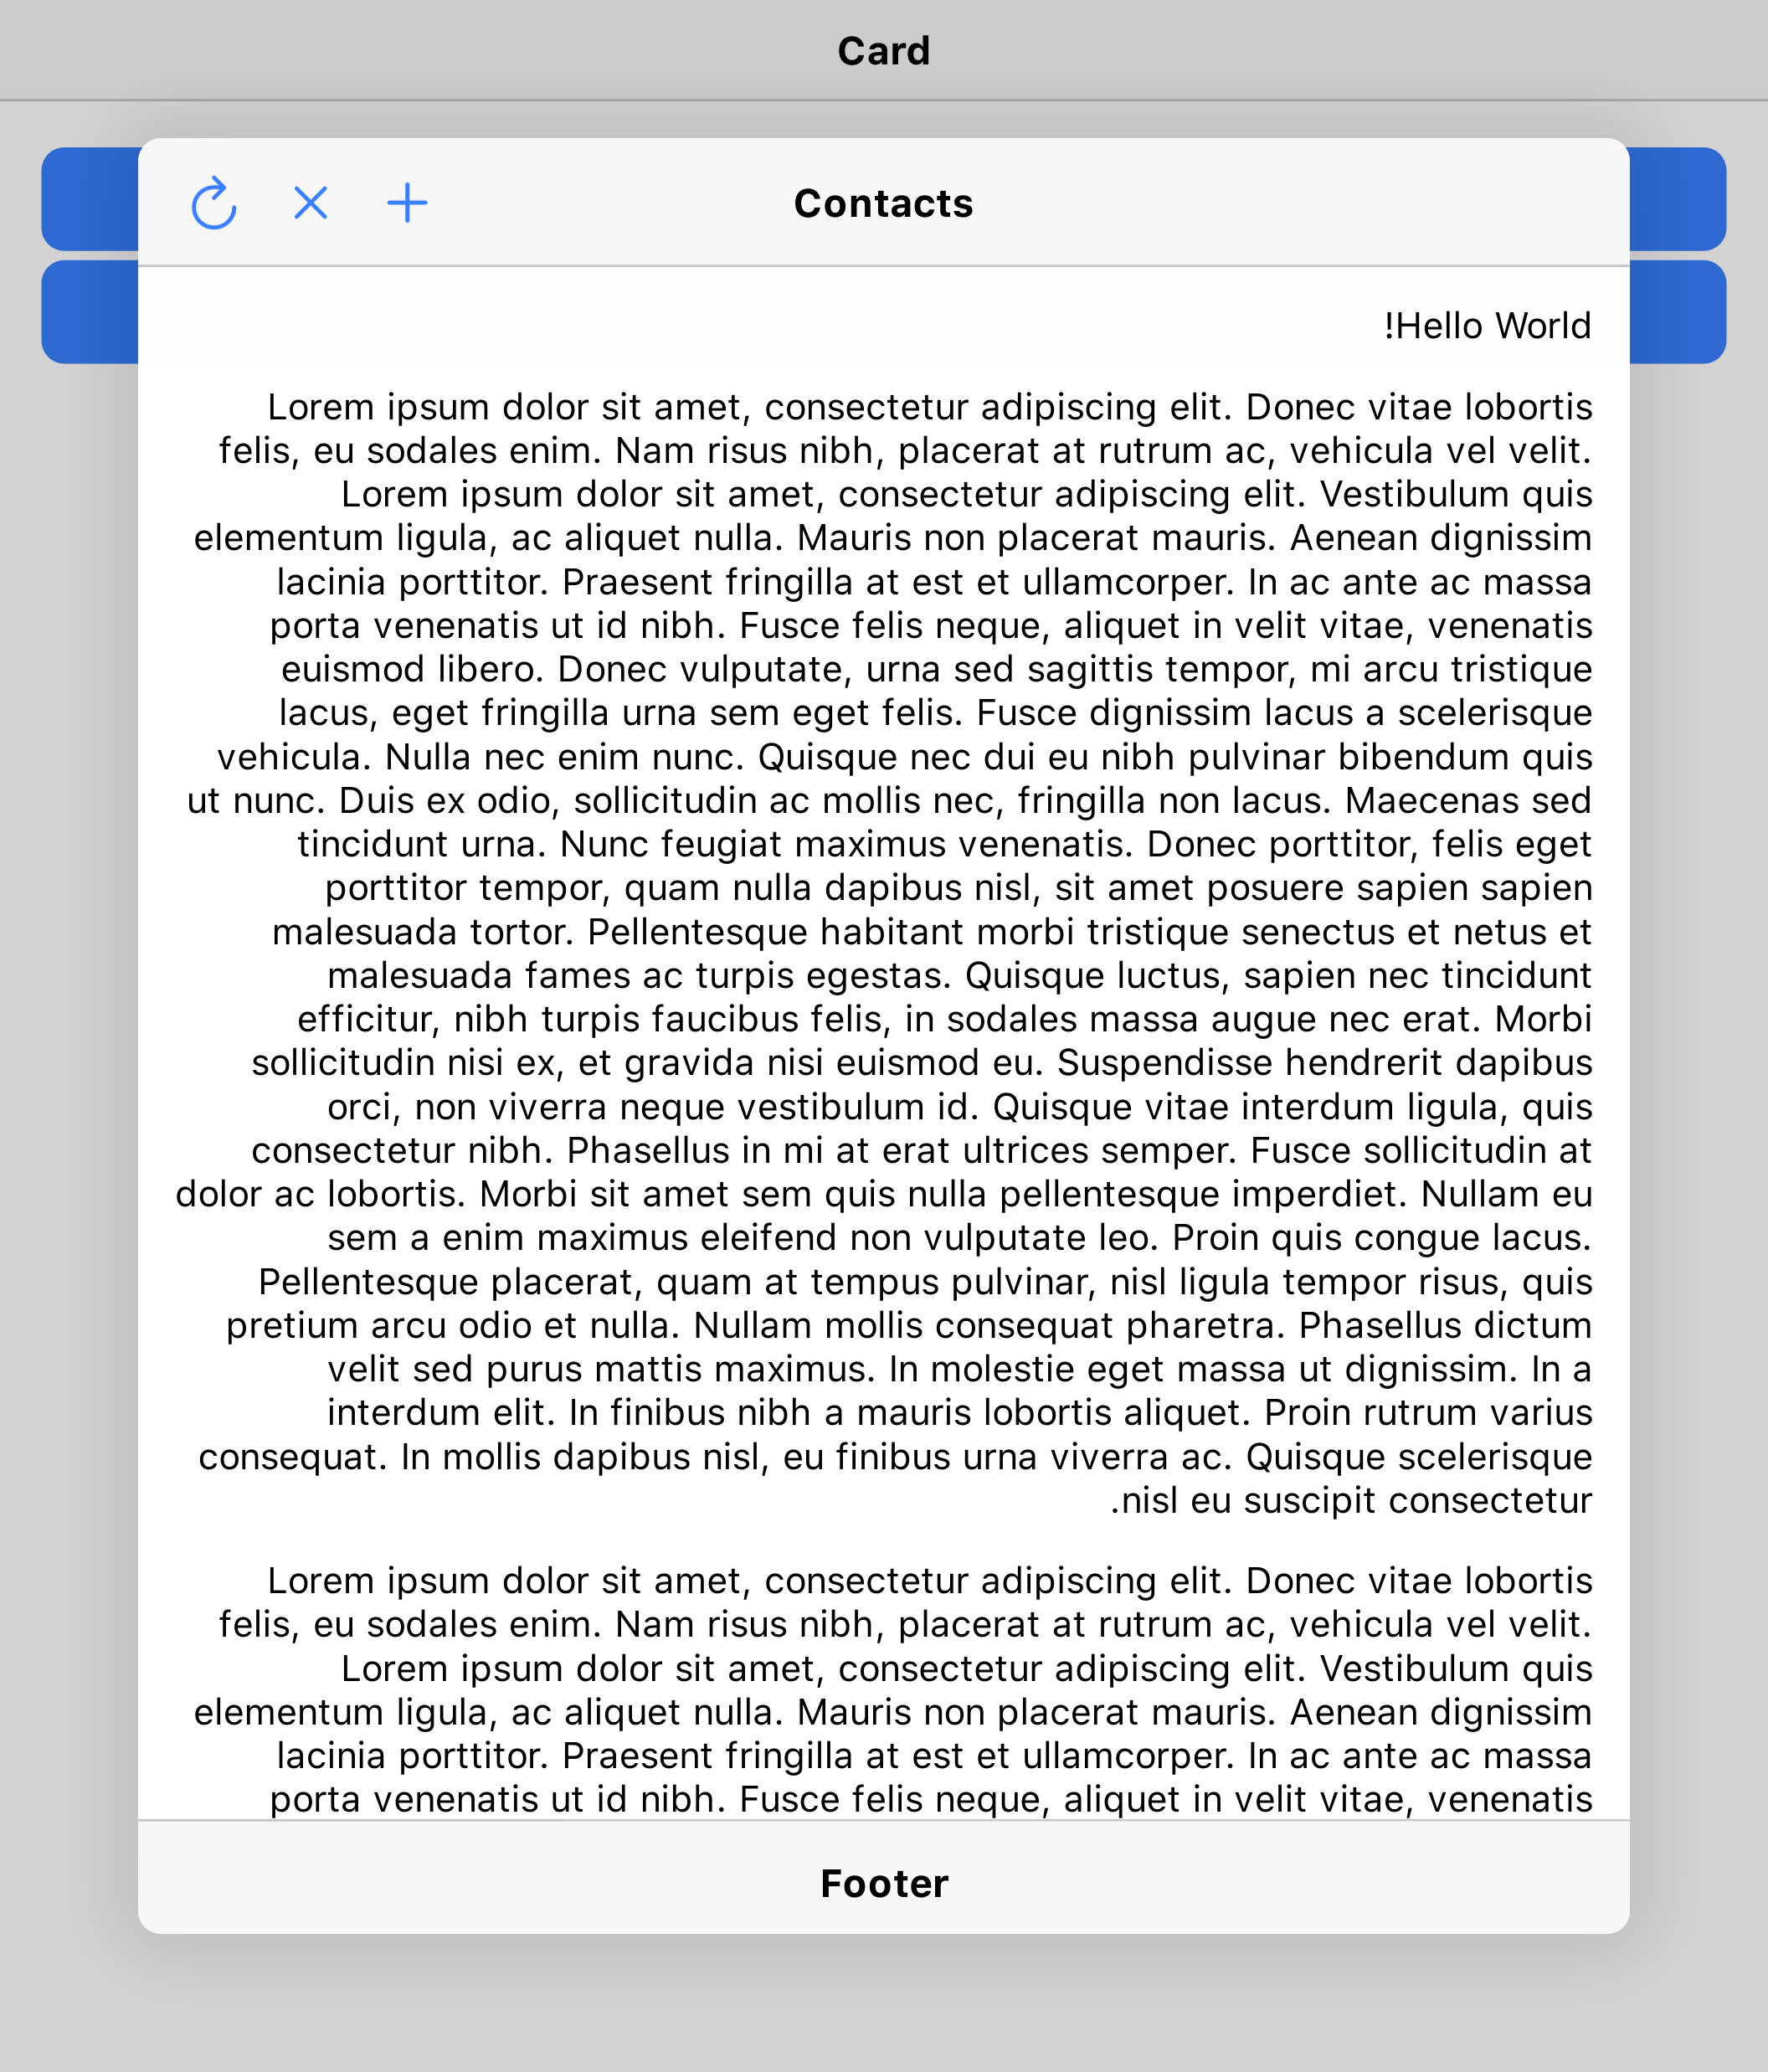 Card
Contacts
!Hello World
Lorem ipsum dolor sit amet, consectetur adipiscing elit. Donec vitae lobortis
felis, eu sodales enim. Nam risus nibh, placerat at rutrum ac, vehicula vel velit.
Lorem ipsum dolor sit amet, consectetur adipiscing elit. Vestibulum quis
elementum ligula, ac aliquet nulla. Mauris non placerat mauris. Aenean dignissim
lacinia porttitor. Praesent fringilla at est et ullamcorper. In ac ante ac massa
porta venenatis ut id nibh. Fusce felis neque, aliquet in velit vitae, venenatis
euismod libero. Donec vulputate, urna sed sagittis tempor, mi arcu tristique
lacus, eget fringilla urna sem eget felis. Fusce dignissim lacus a scelerisque
vehicula. Nulla nec enim nunc. Quisque nec dui eu nibh pulvinar bibendum quis
ut nunc. Duis ex odio, sollicitudin ac mollis nec, fringilla non lacus. Maecenas sed
tincidunt urna. Nunc feugiat maximus venenatis. Donec porttitor, felis eget
porttitor tempor, quam nulla dapibus nisl, sit amet posuere sapien sapien
malesuada tortor. Pellentesque habitant morbi tristique senectus et netus et
malesuada fames ac turpis egestas. Quisque luctus, sapien nec tincidunt
efficitur, nibh turpis faucibus felis, in sodales massa augue nec erat. Morbi
sollicitudin nisi ex, et gravida nisi euismod eu. Suspendisse hendrerit dapibus
orci, non viverra neque vestibulum id. Quisque vitae interdum ligula, quis
consectetur nibh. Phasellus in mi at erat ultrices semper. Fusce sollicitudin at
dolor ac lobortis. Morbi sit amet sem quis nulla pellentesque imperdiet. Nullam eu
sem a enim maximus eleifend non vulputate leo. Proin quis congue lacus.
Pellentesque placerat, quam at tempus pulvinar, nisl ligula tempor risus, quis
pretium arcu odio et nulla. Nullam mollis consequat pharetra. Phasellus dictum
velit sed purus mattis maximus. In molestie eget massa ut dignissim. In a
interdum elit. In finibus nibh a mauris lobortis aliquet. Proin rutrum varius
consequat. In mollis dapibus nisl, eu finibus urna viverra ac. Quisque scelerisque
.nisl eu suscipit consectetur
Lorem ipsum dolor sit amet, consectetur adipiscing elit. Donec vitae lobortis
felis, eu sodales enim. Nam risus nibh, placerat at rutrum ac, vehicula vel velit.
Lorem ipsum dolor sit amet, consectetur adipiscing elit. Vestibulum quis
elementum ligula, ac aliquet nulla. Mauris non placerat mauris. Aenean dignissim
lacinia porttitor. Praesent fringilla at est et ullamcorper. In ac ante ac massa
porta venenatis ut id nibh. Fusce felis neque, aliquet in velit vitae, venenatis
Footer